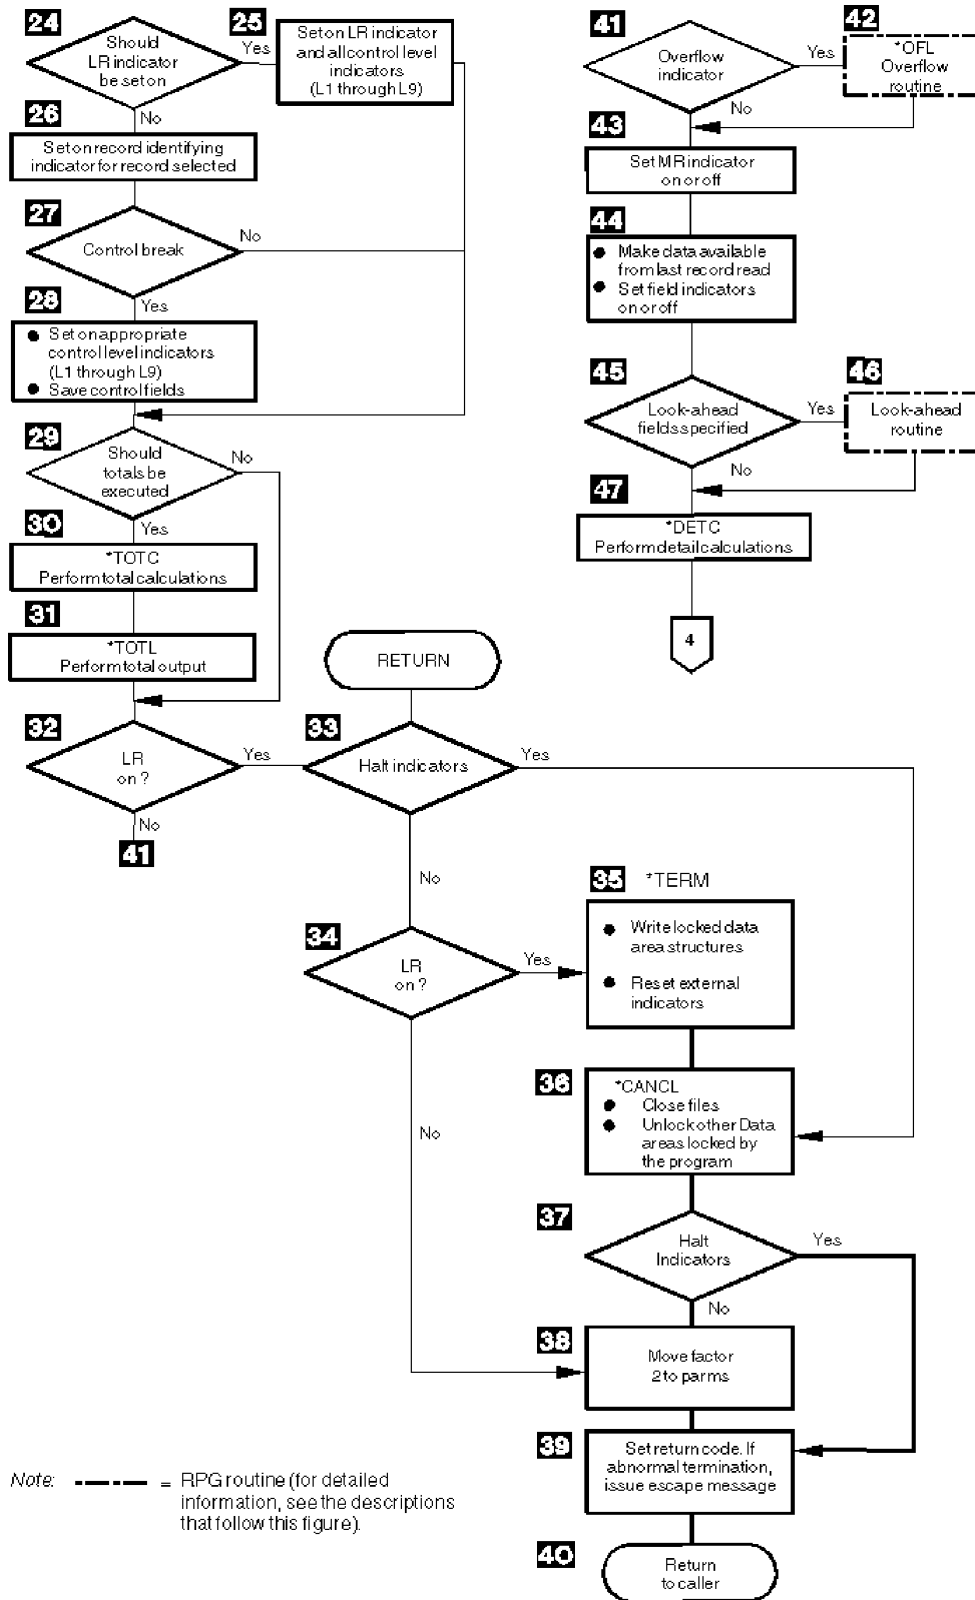 24
Should
LR indicator
be set on
Yes
25
Set on LR indicator
and all control level
indicators
(L1 through L9)
No
26
Set on record identifying
indicator for record selected
27
Control break
No
Yes
28
Set on appropriate
control level indicators
(L1 through L9)
Save control fields
29
Should
totals be
executed
No
Yes
30
*TOTC
Perform total calculations
31
*TOTL
Perform total output
32
LR
on ?
Yes
No
41
RETURN
33
Halt indicators
Yes
No
34
LR
on ?
Yes
No
35 *TERM
Write locked data
area structures
Reset external
indicators
36
*CANCL
Close files
Unlock other Data
areas locked by
the program
37
Halt
Indicators
Yes
No
38
Move factor
2 to parms
39
Set return code. If
abnormal termination,
issue escape message
40
Return
to caller
41
Overflow
indicator
Yes
42
*OFL
Overflow
routine
No
43
Set MR indicator
on or off
44
Make data available
from last record read
Set field indicators
on or off
45
Look-ahead
fields specified
Yes
46
Look-ahead
routine
No
47
*DETC
Perform detail calculations
4
Note: = RPG routine (for detailed
information, see the descriptions
that follow this figure).